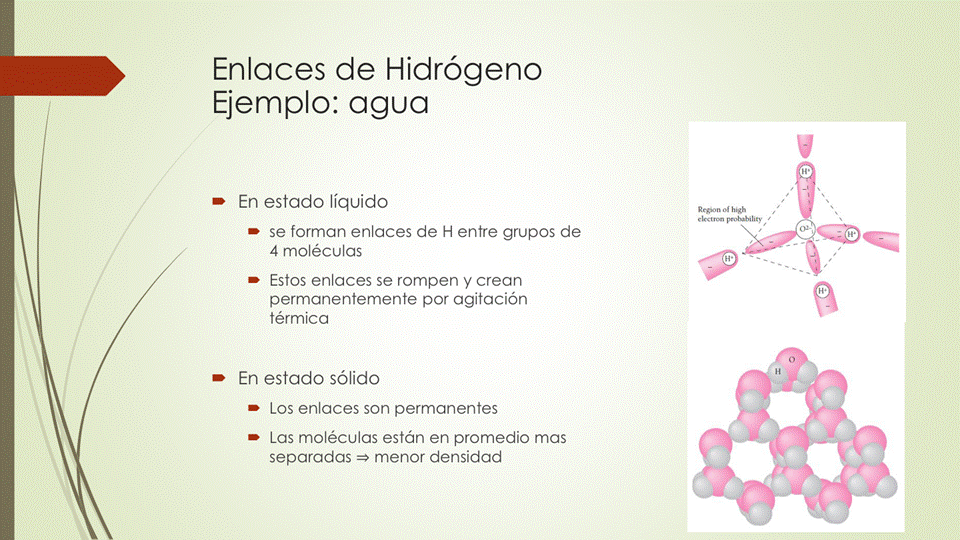 Enlaces de Hidrógeno
Ejemplo: agua
En estado líquido
se forman enlaces de H entre grupos de
4 moléculas
Estos enlaces se rompen y crean
permanentemente por agitación
térmica
En estado sólido
Los enlaces son permanentes
Las moléculas están en promedio mas
separadas ⇒ menor densidad
–
H⁺
–
Region of high
electron probability
O²⁻
– – H⁺ –
–
H⁺
–
H⁺
–
O
H